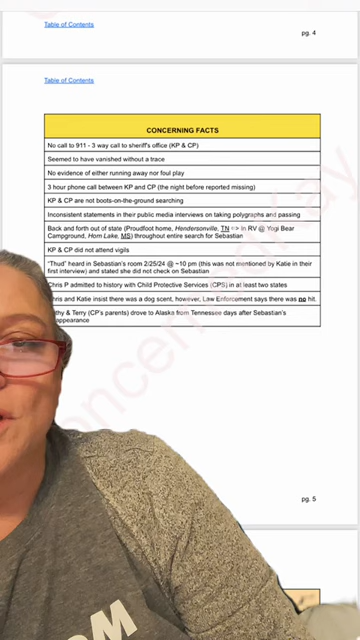 Table of Contents
pg. 4
Table of Contents
CONCERNING FACTS
No call to 911 - 3 way call to sheriff's office (KP & CP)
Seemed to have vanished without a trace
No evidence of either running away nor foul play
3 hour phone call between KP and CP (the night before reported missing)
KP & CP are not boots-on-the-ground searching
Inconsistent statements in their public media interviews on taking polygraphs and passing
Back and forth out of state (Proudfoot home, Hendersonville, TN <=> In RV @ Yogi Bear
Campground, Horn Lake, MS) throughout entire search for Sebastian
KP & CP did not attend vigils
"Thud" heard in Sebastian's room 2/25/24 @ ~10 pm (this was not mentioned by Katie in their
first interview) and stated she did not check on Sebastian
Chris P admitted to history with Child Protective Services (CPS) in at least two states
Chris and Katie insist there was a dog scent, however, Law Enforcement says there was no hit.
& Terry (CP's parents) drove to Alaska from Tennessee days after Sebastian's
pg. 5